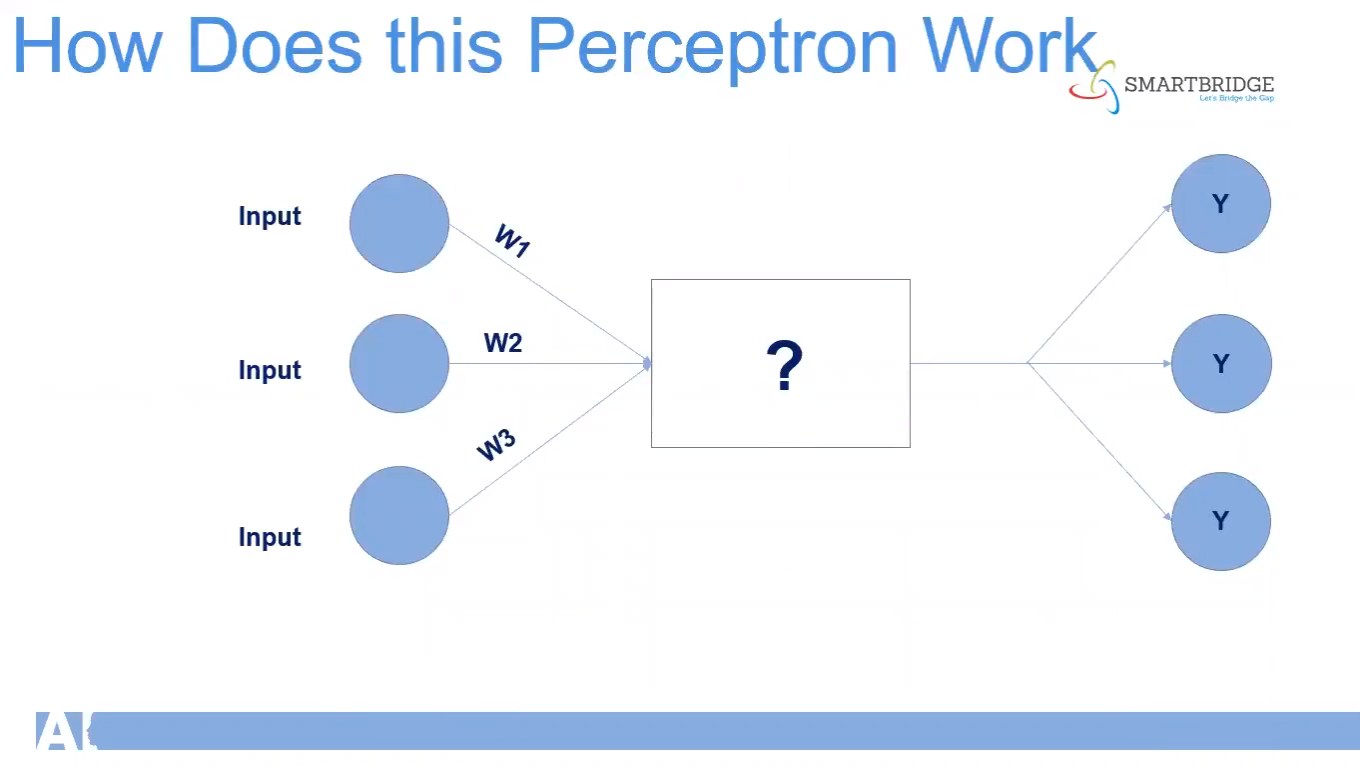 How Does this Perceptron Work
SMARTBRIDGE
Let's Bridge the Gap
Input
W1
Y
Input
W2
?
Y
Input
W3
Y